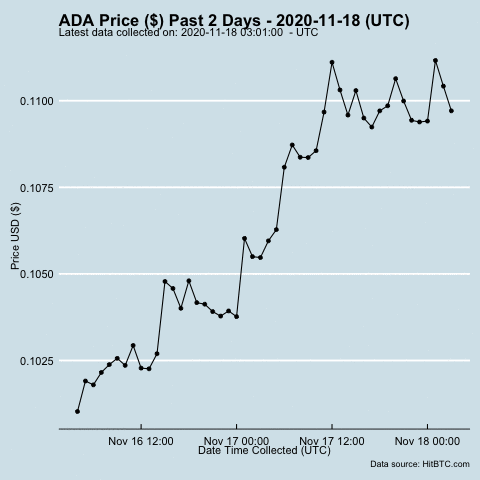 ADA Price ($) Past 2 Days - 2020-11-18 (UTC)
Latest data collected on: 2020-11-18 03:01:00 - UTC
0.1100
0.1075
0.1050
0.1025
Price USD ($)
Nov 16 12:00 Nov 17 00:00 Nov 17 12:00 Nov 18 00:00
Date Time Collected (UTC)
Data source: HitBTC.com